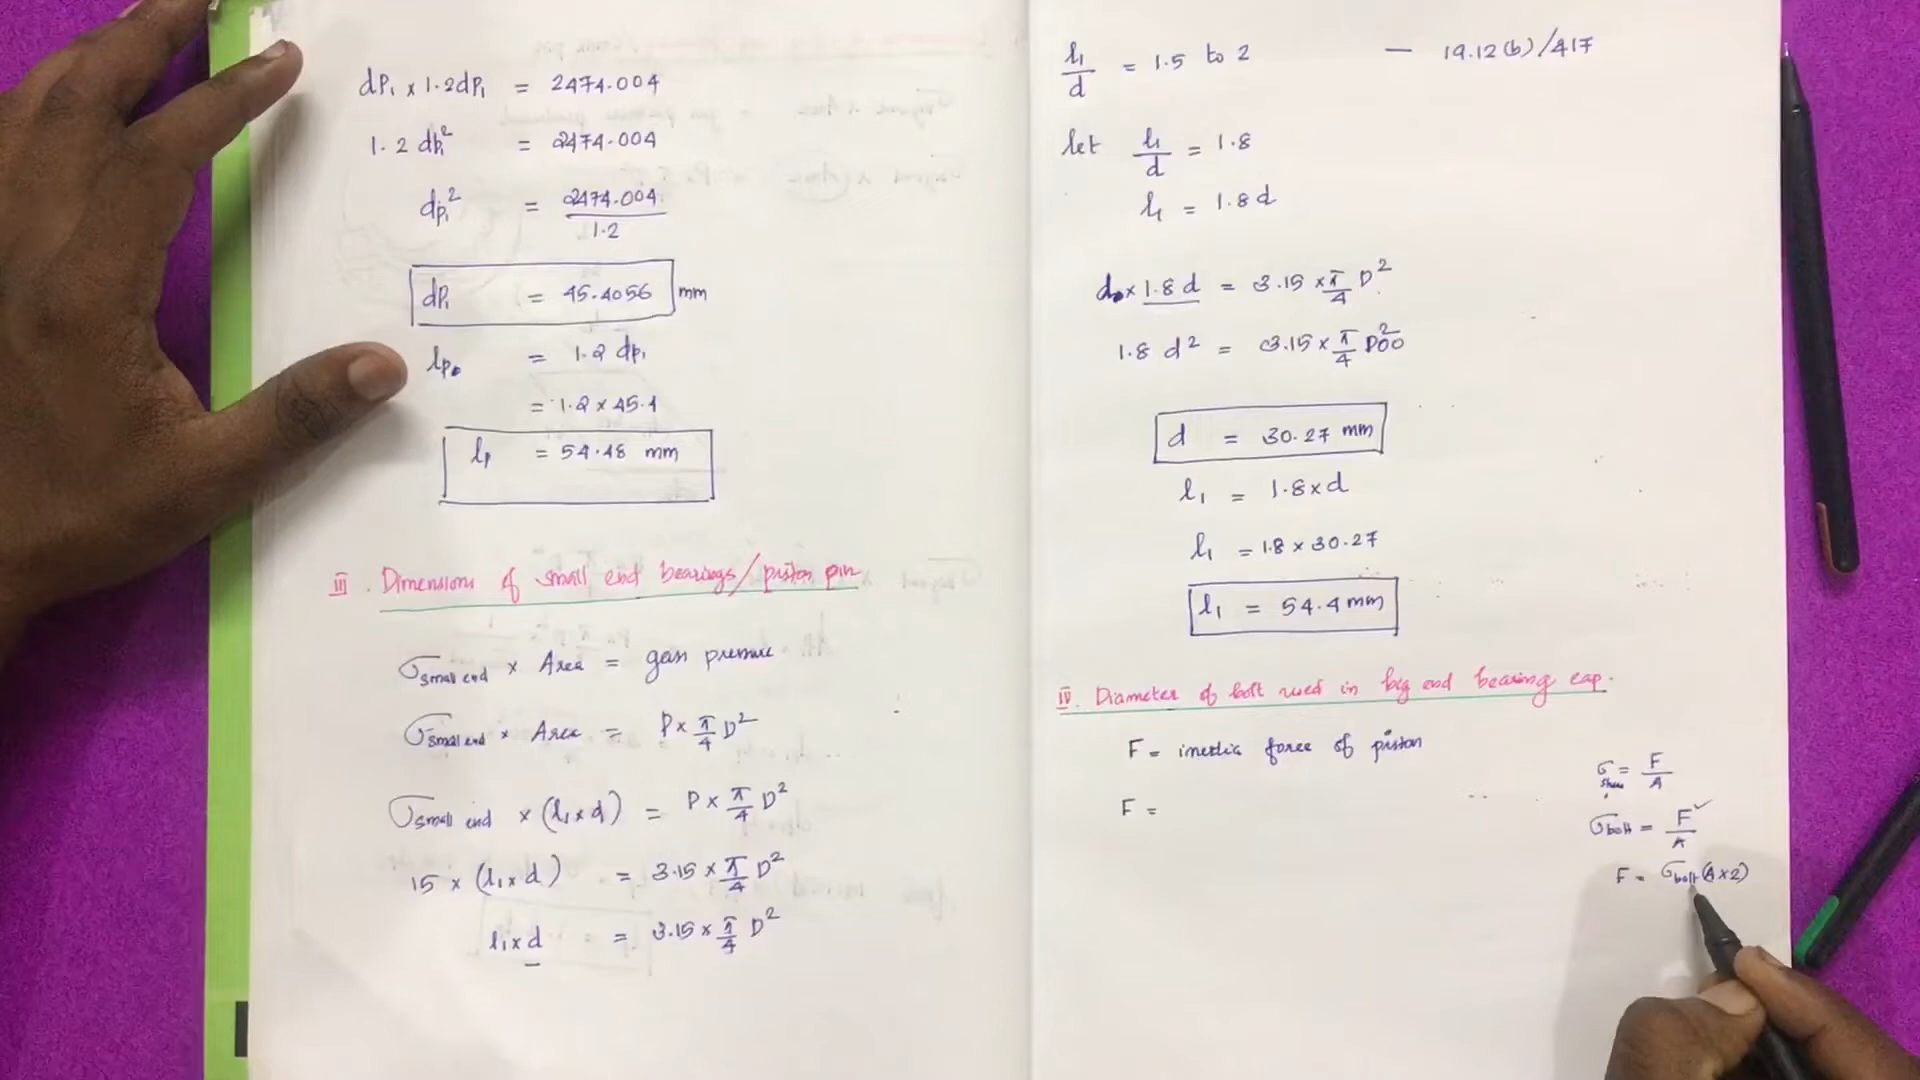 dp₁ × 1.2dp₁ = 2474.004
1.2 dp₁² = 2474.004
dp₁² = 2474.004 / 1.2
dp₁ = 45.4056 mm
lp = 1.2 dp₁
= 1.2 × 45.4
lp = 54.48 mm
III . Dimensions of small end bearings/piston pin
σsmall end × Area = gas pressure
σsmall end × Area = P × π/4 D²
σsmall end × (l₁ × d) = P × π/4 D²
15 × (l₁ × d) = 3.15 × π/4 D²
l₁ × d = 3.15 × π/4 D²
l₁/d = 1.5 to 2 — 19.12(b)/417
let l₁/d = 1.8
l₁ = 1.8 d
d × 1.8 d = 3.15 × π/4 D²
1.8 d² = 3.15 × π/4 100²
d = 30.27 mm
l₁ = 1.8 × d
l₁ = 1.8 × 30.27
l₁ = 54.4 mm
IV. Diameter of bolt used in big end bearing cap.
F = inertia force of piston
F =
σ = F/A
σbolt = F/A
F = σbolt (A × 2)